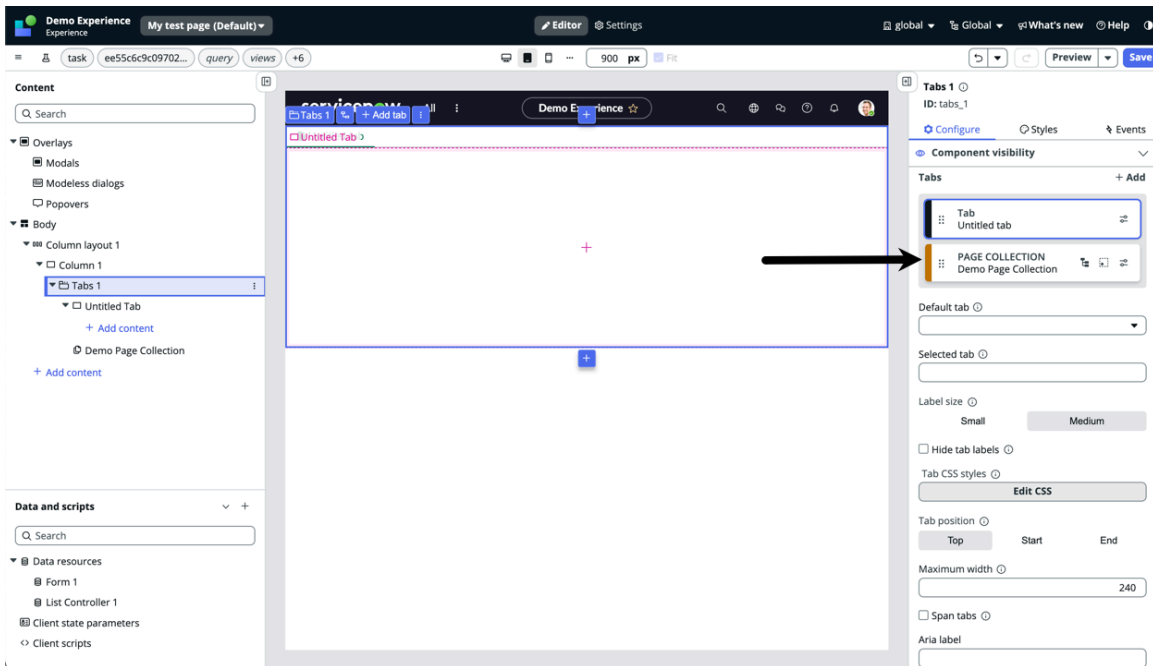 Demo Experience
Experience
My test page (Default)
Editor
Settings
global
Global
What's new
Help
task
ee55c6c9c09702...
query
views
+6
...
900 px
Fit
Preview
Save
Content
Search
Overlays
Modals
Modeless dialogs
Popovers
Body
Column layout 1
Column 1
Tabs 1
Untitled Tab
+ Add content
Demo Page Collection
+ Add content
Data and scripts
Search
Data resources
Form 1
List Controller 1
Client state parameters
Client scripts
Tabs 1
+ Add tab
Demo Experience
Untitled Tab
Tabs 1
ID: tabs_1
Configure
Styles
Events
Component visibility
Tabs
+ Add
Tab
Untitled tab
PAGE COLLECTION
Demo Page Collection
Default tab
Selected tab
Label size
Small
Medium
Hide tab labels
Tab CSS styles
Edit CSS
Tab position
Top
Start
End
Maximum width
240
Span tabs
Aria label